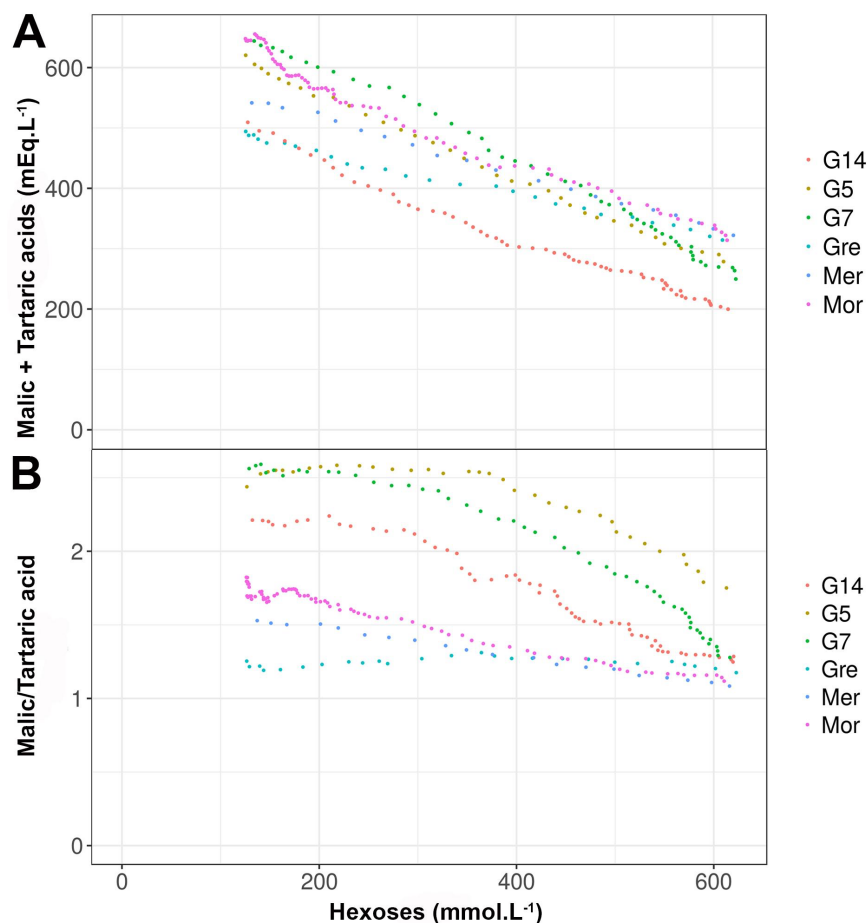 A
Malic + Tartaric acids (mEq.L⁻¹)
600
400
200
0
G14
G5
G7
Gre
Mer
Mor
B
Malic/Tartaric acid
2
1
0
G14
G5
G7
Gre
Mer
Mor
0 200 400 600
Hexoses (mmol.L⁻¹)